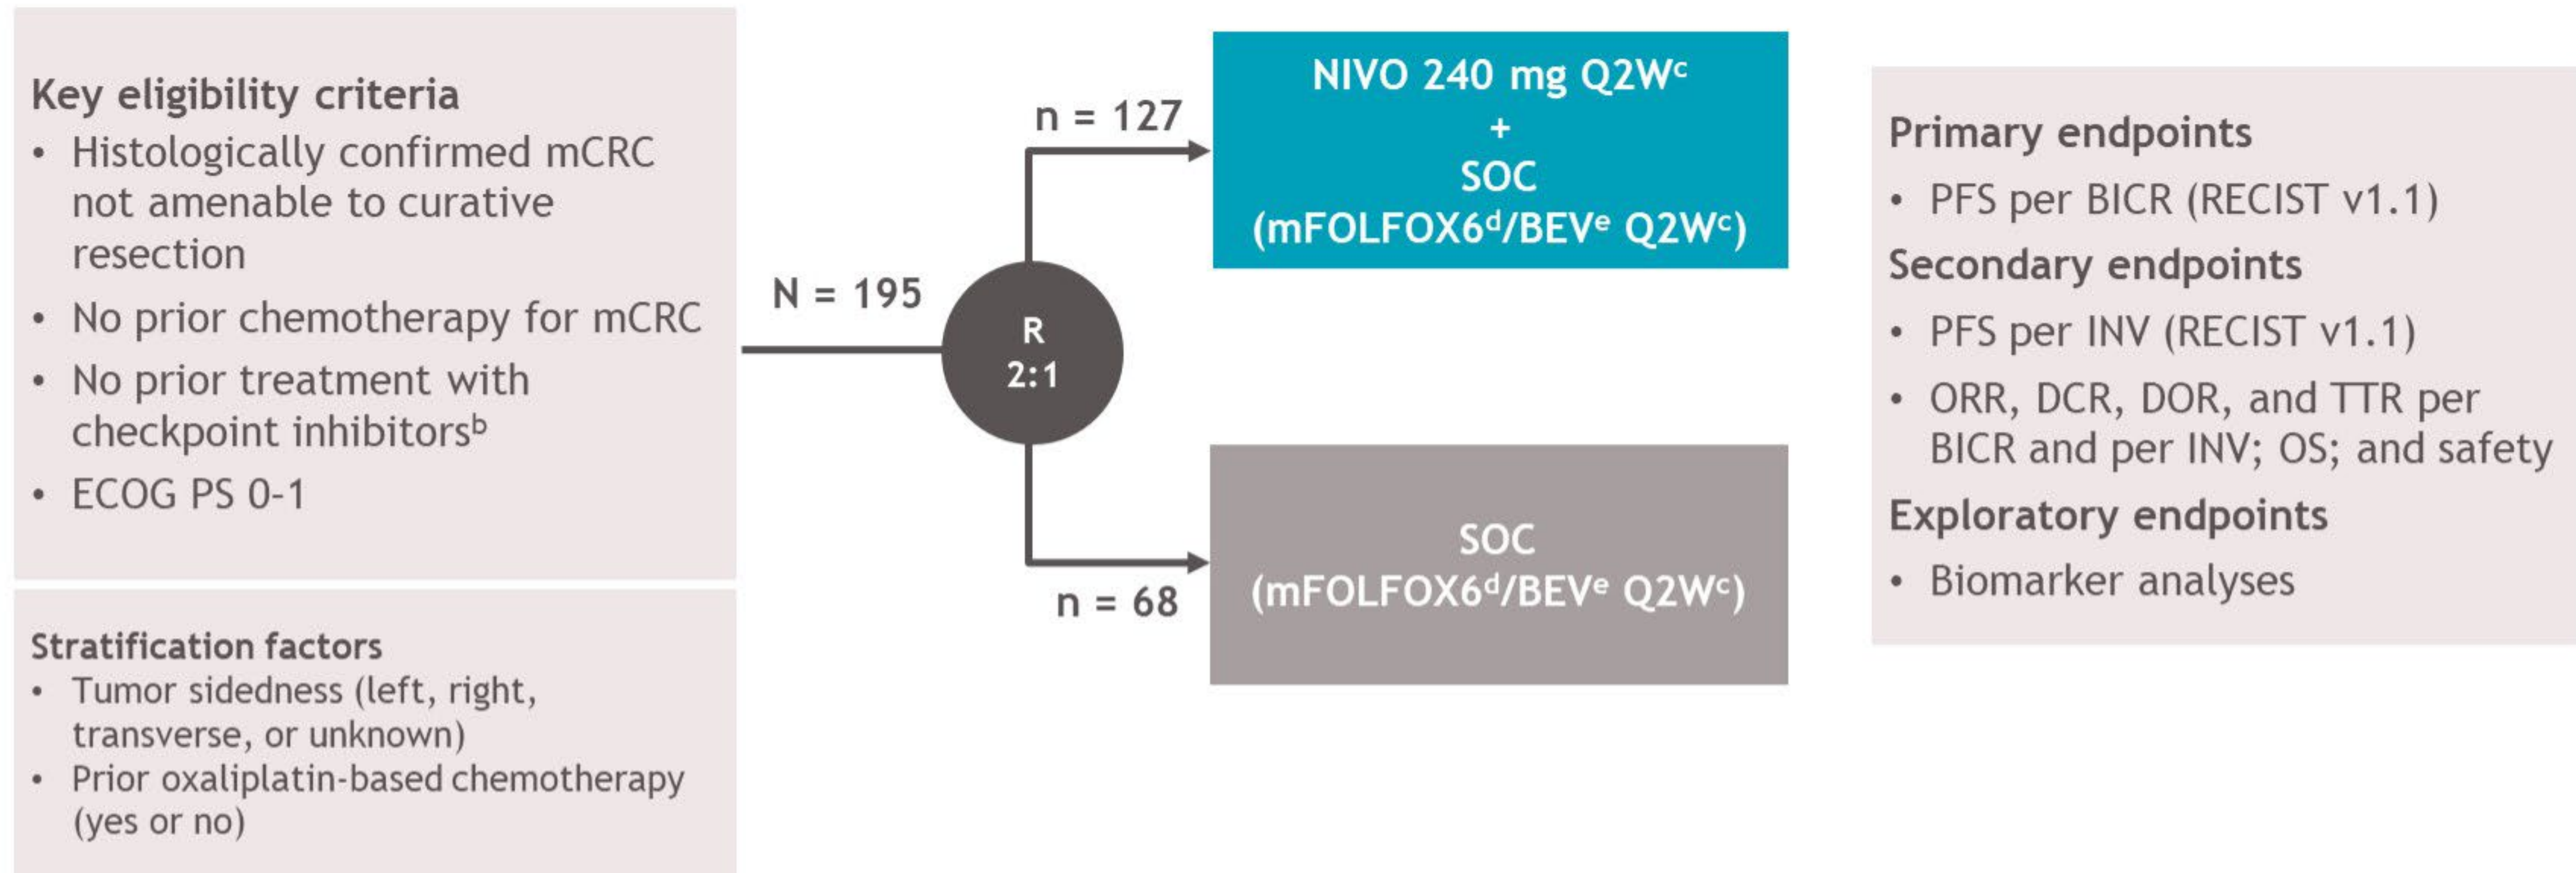 Key eligibility criteria
• Histologically confirmed mCRC
not amenable to curative
resection
• No prior chemotherapy for mCRC
• No prior treatment with
checkpoint inhibitorsᵇ
• ECOG PS 0-1
Stratification factors
• Tumor sidedness (left, right,
transverse, or unknown)
• Prior oxaliplatin-based chemotherapy
(yes or no)
N = 195
R
2:1
n = 127
n = 68
NIVO 240 mg Q2Wᶜ
+
SOC
(mFOLFOX6ᵈ/BEVᵉ Q2Wᶜ)
SOC
(mFOLFOX6ᵈ/BEVᵉ Q2Wᶜ)
Primary endpoints
• PFS per BICR (RECIST v1.1)
Secondary endpoints
• PFS per INV (RECIST v1.1)
• ORR, DCR, DOR, and TTR per
BICR and per INV; OS; and safety
Exploratory endpoints
• Biomarker analyses